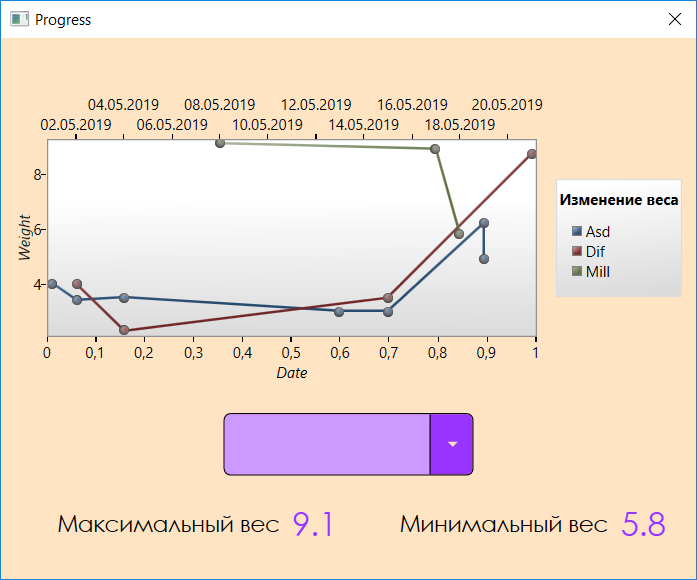 Progress
04.05.2019 08.05.2019 12.05.2019 16.05.2019 20.05.2019
02.05.2019 06.05.2019 10.05.2019 14.05.2019 18.05.2019
8
6
4
Weight
0 0,1 0,2 0,3 0,4 0,5 0,6 0,7 0,8 0,9 1
Date
Изменение веса
Asd
Dif
Mill
Максимальный вес 9.1 Минимальный вес 5.8